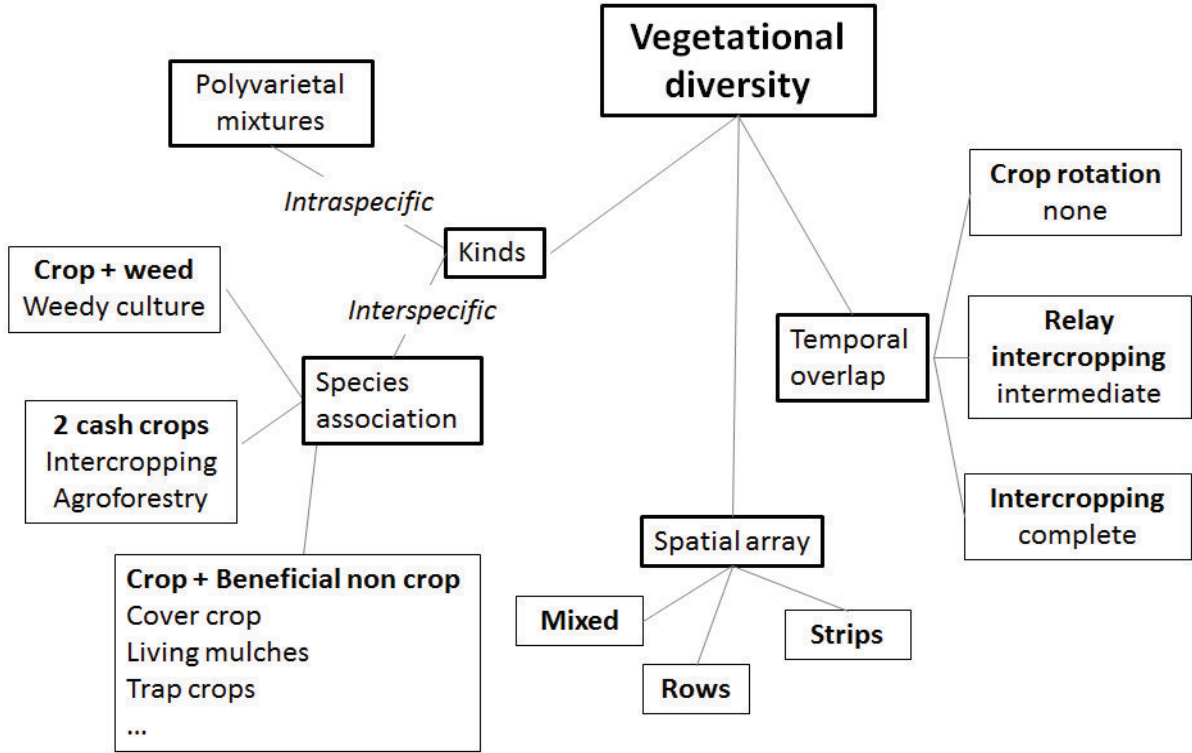 Vegetational
diversity
Polyvarietal
mixtures
Intraspecific
Kinds
Interspecific
Crop + weed
Weedy culture
Species
association
2 cash crops
Intercropping
Agroforestry
Crop + Beneficial non crop
Cover crop
Living mulches
Trap crops
...
Spatial array
Mixed
Rows
Strips
Temporal
overlap
Crop rotation
none
Relay
intercropping
intermediate
Intercropping
complete